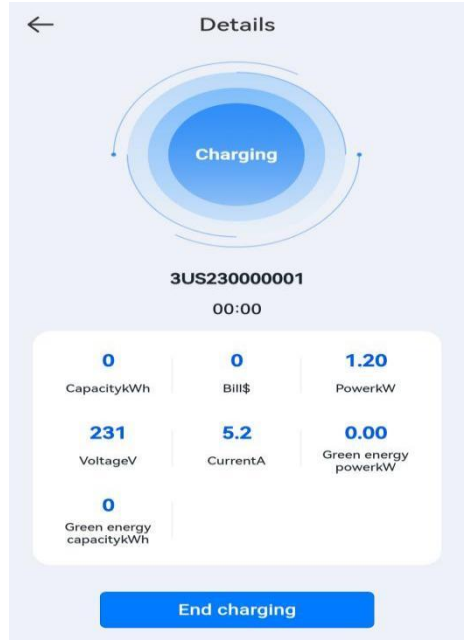 Details
Charging
3US230000001
00:00
0
0
1.20
CapacitykWh
Bill$
PowerkW
231
5.2
0.00
VoltageV
CurrentA
Green energy
powerkW
0
Green energy
capacitykWh
End charging